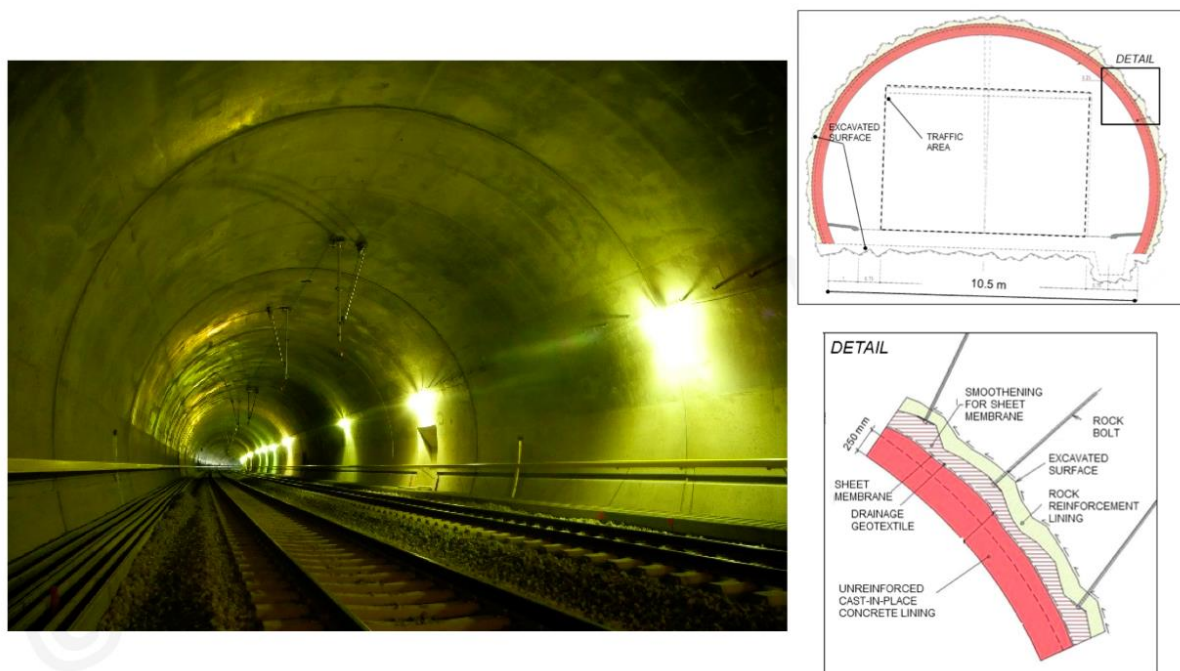 DETAIL
EXCAVATED
SURFACE
TRAFFIC
AREA
10.5 m
DETAIL
SMOOTHENING
FOR SHEET
MEMBRANE
250 mm
ROCK
BOLT
EXCAVATED
SURFACE
SHEET
MEMBRANE
ROCK
REINFORCEMENT
LINING
DRAINAGE
GEOTEXTILE
UNREINFORCED
CAST-IN-PLACE
CONCRETE LINING